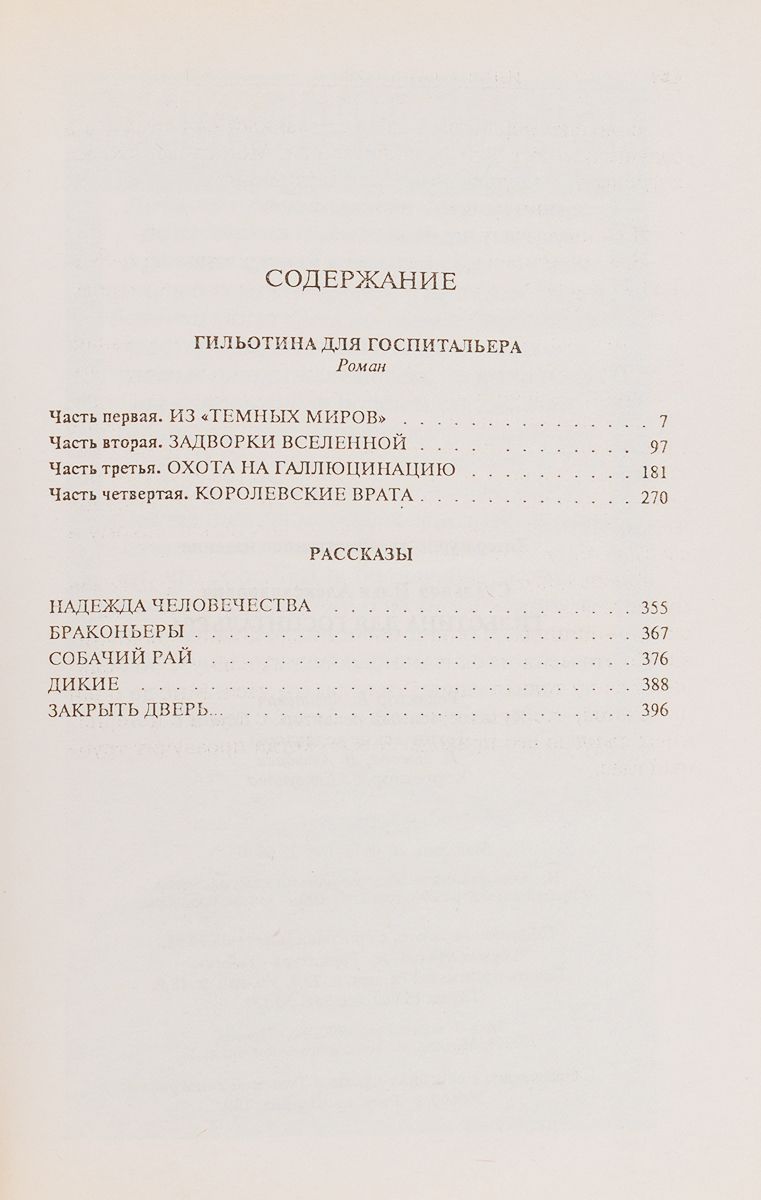 СОДЕРЖАНИЕ
ГИЛЬОТИНА ДЛЯ ГОСПИТАЛЬЕРА
Роман
Часть первая. ИЗ «ТЕМНЫХ МИРОВ» . . . . . . . . . . . . . . . 7
Часть вторая. ЗАДВОРКИ ВСЕЛЕННОЙ . . . . . . . . . . . . . 97
Часть третья. ОХОТА НА ГАЛЛЮЦИНАЦИЮ . . . . . . . . . . 181
Часть четвертая. КОРОЛЕВСКИЕ ВРАТА . . . . . . . . . . . . . 270
РАССКАЗЫ
НАДЕЖДА ЧЕЛОВЕЧЕСТВА . . . . . . . . . . . . . . . . . . 355
БРАКОНЬЕРЫ . . . . . . . . . . . . . . . . . . . . . . . . . 367
СОБАЧИЙ РАЙ . . . . . . . . . . . . . . . . . . . . . . . . 376
ДИКИЕ . . . . . . . . . . . . . . . . . . . . . . . . . . . . 388
ЗАКРЫТЬ ДВЕРЬ... . . . . . . . . . . . . . . . . . . . . . . . 396